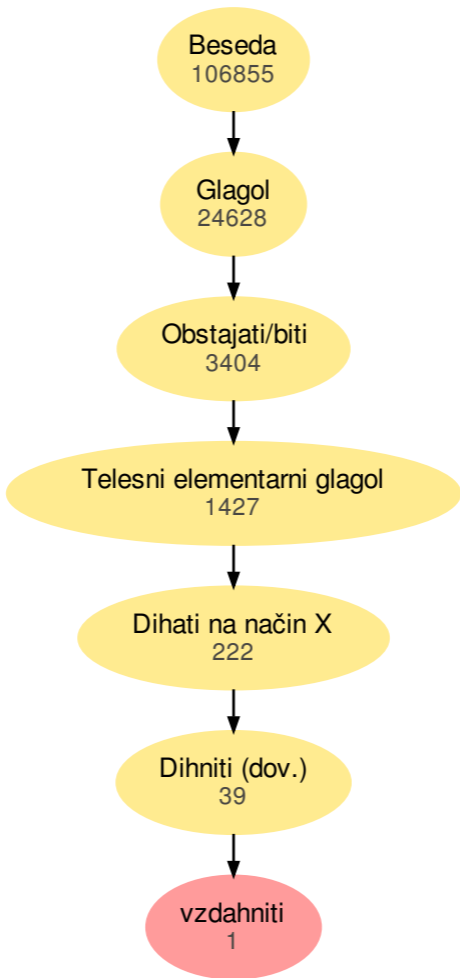 Beseda
106855
Glagol
24628
Obstajati/biti
3404
Telesni elementarni glagol
1427
Dihati na način X
222
Dihniti (dov.)
39
vzdahniti
1